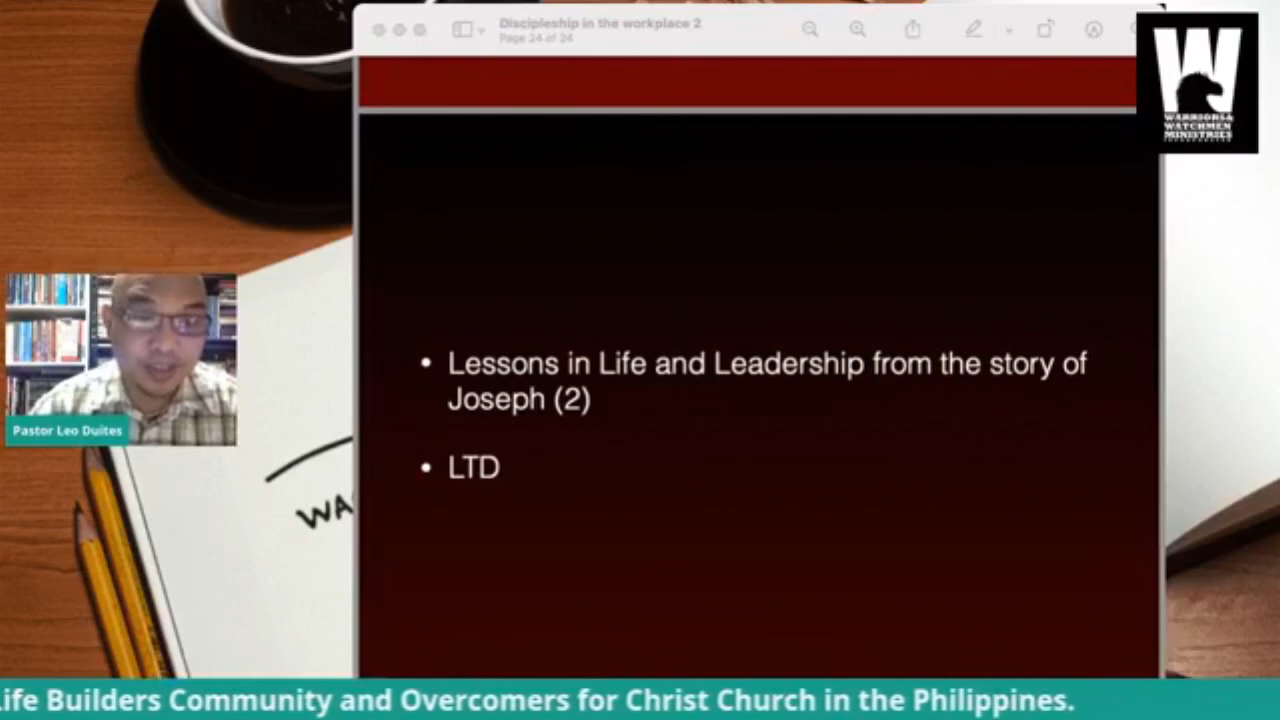 Discipleship in the workplace 2
Page 24 of 24
W
WARRIORS &
WATCHMEN
MINISTRIES
INCORPORATED
• Lessons in Life and Leadership from the story of
Joseph (2)
• LTD
Pastor Leo Duites
WA
ife Builders Community and Overcomers for Christ Church in the Philippines.